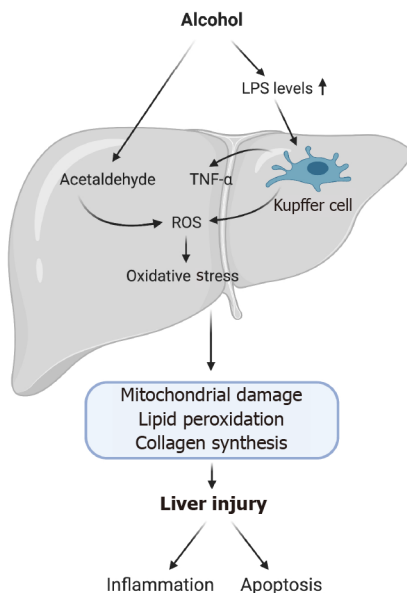 Alcohol
LPS levels ↑
Acetaldehyde
TNF-α
Kupffer cell
ROS
Oxidative stress
Mitochondrial damage
Lipid peroxidation
Collagen synthesis
Liver injury
Inflammation
Apoptosis